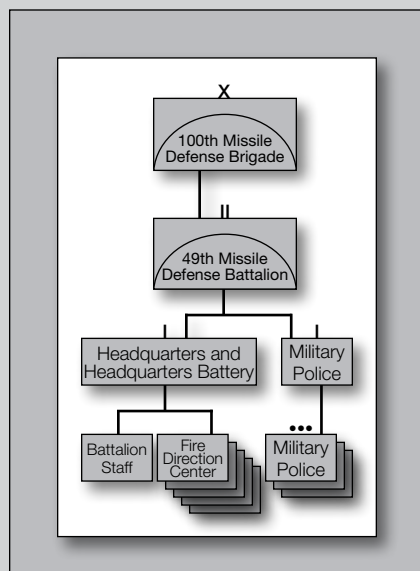 X
100th Missile
Defense Brigade
II
49th Missile
Defense Battalion
I
I
Headquarters and
Headquarters Battery
Military
Police
•••
Battalion
Staff
Fire
Direction
Center
Military
Police